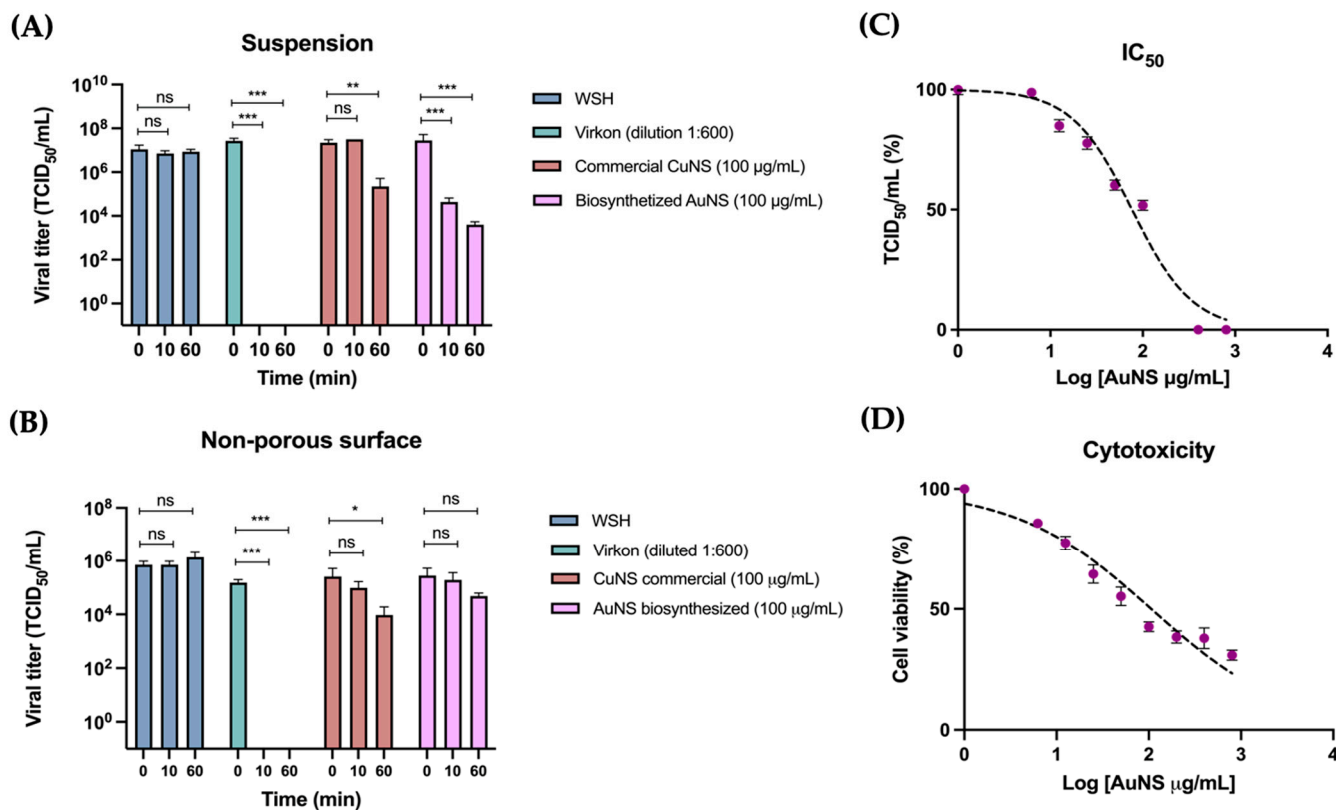 (A)
Suspension
Viral titer (TCID50/mL)
10^10
10^8
10^6
10^4
10^2
10^0
ns
ns
***
***
**
ns
***
***
0 10 60 0 10 60 0 10 60 0 10 60
Time (min)
WSH
Virkon (dilution 1:600)
Commercial CuNS (100 µg/mL)
Biosynthetized AuNS (100 µg/mL)
(B)
Non-porous surface
Viral titer (TCID50/mL)
10^8
10^6
10^4
10^2
10^0
ns
ns
***
***
*
ns
ns
ns
0 10 60 0 10 60 0 10 60 0 10 60
Time (min)
WSH
Virkon (diluted 1:600)
CuNS commercial (100 µg/mL)
AuNS biosynthesized (100 µg/mL)
(C)
IC50
TCID50/mL (%)
100
50
0
0 1 2 3 4
Log [AuNS µg/mL]
(D)
Cytotoxicity
Cell viability (%)
100
50
0
0 1 2 3 4
Log [AuNS µg/mL]